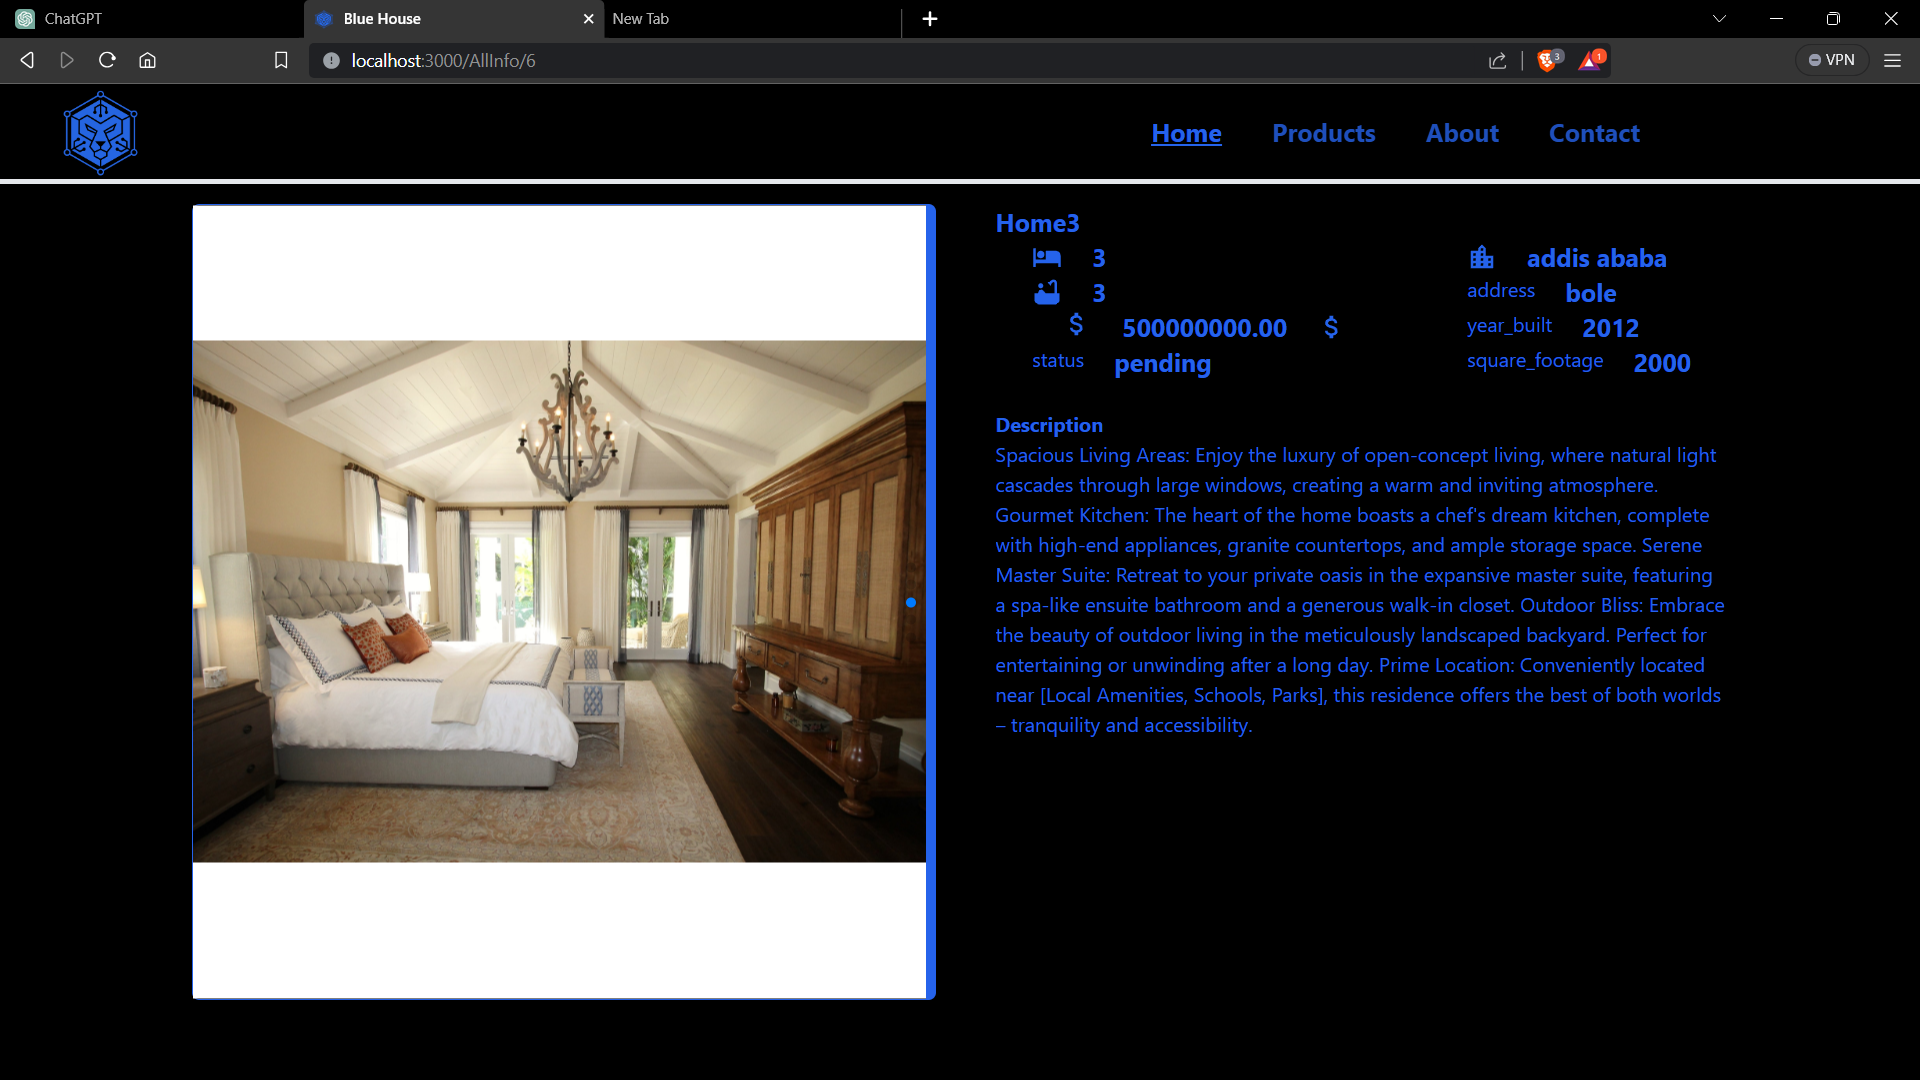 ChatGPT
Blue House
New Tab
localhost:3000/AllInfo/6
3
1
VPN
Home Products About Contact
Home3
3
addis ababa
3
address bole
$ 500000000.00 $
year_built 2012
status pending
square_footage 2000
Description
Spacious Living Areas: Enjoy the luxury of open-concept living, where natural light
cascades through large windows, creating a warm and inviting atmosphere.
Gourmet Kitchen: The heart of the home boasts a chef's dream kitchen, complete
with high-end appliances, granite countertops, and ample storage space. Serene
Master Suite: Retreat to your private oasis in the expansive master suite, featuring
a spa-like ensuite bathroom and a generous walk-in closet. Outdoor Bliss: Embrace
the beauty of outdoor living in the meticulously landscaped backyard. Perfect for
entertaining or unwinding after a long day. Prime Location: Conveniently located
near [Local Amenities, Schools, Parks], this residence offers the best of both worlds
– tranquility and accessibility.